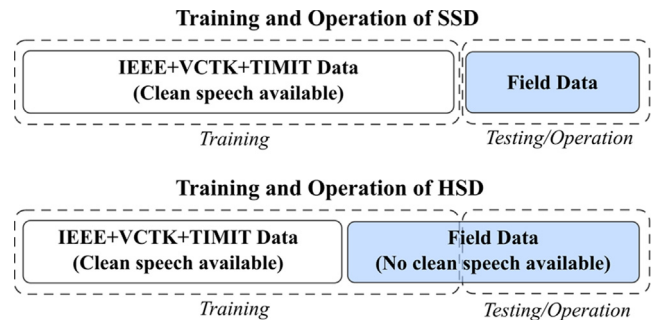 Training and Operation of SSD
IEEE+VCTK+TIMIT Data
(Clean speech available)
Field Data
Training
Testing/Operation
Training and Operation of HSD
IEEE+VCTK+TIMIT Data
(Clean speech available)
Field Data
(No clean speech available)
Training
Testing/Operation